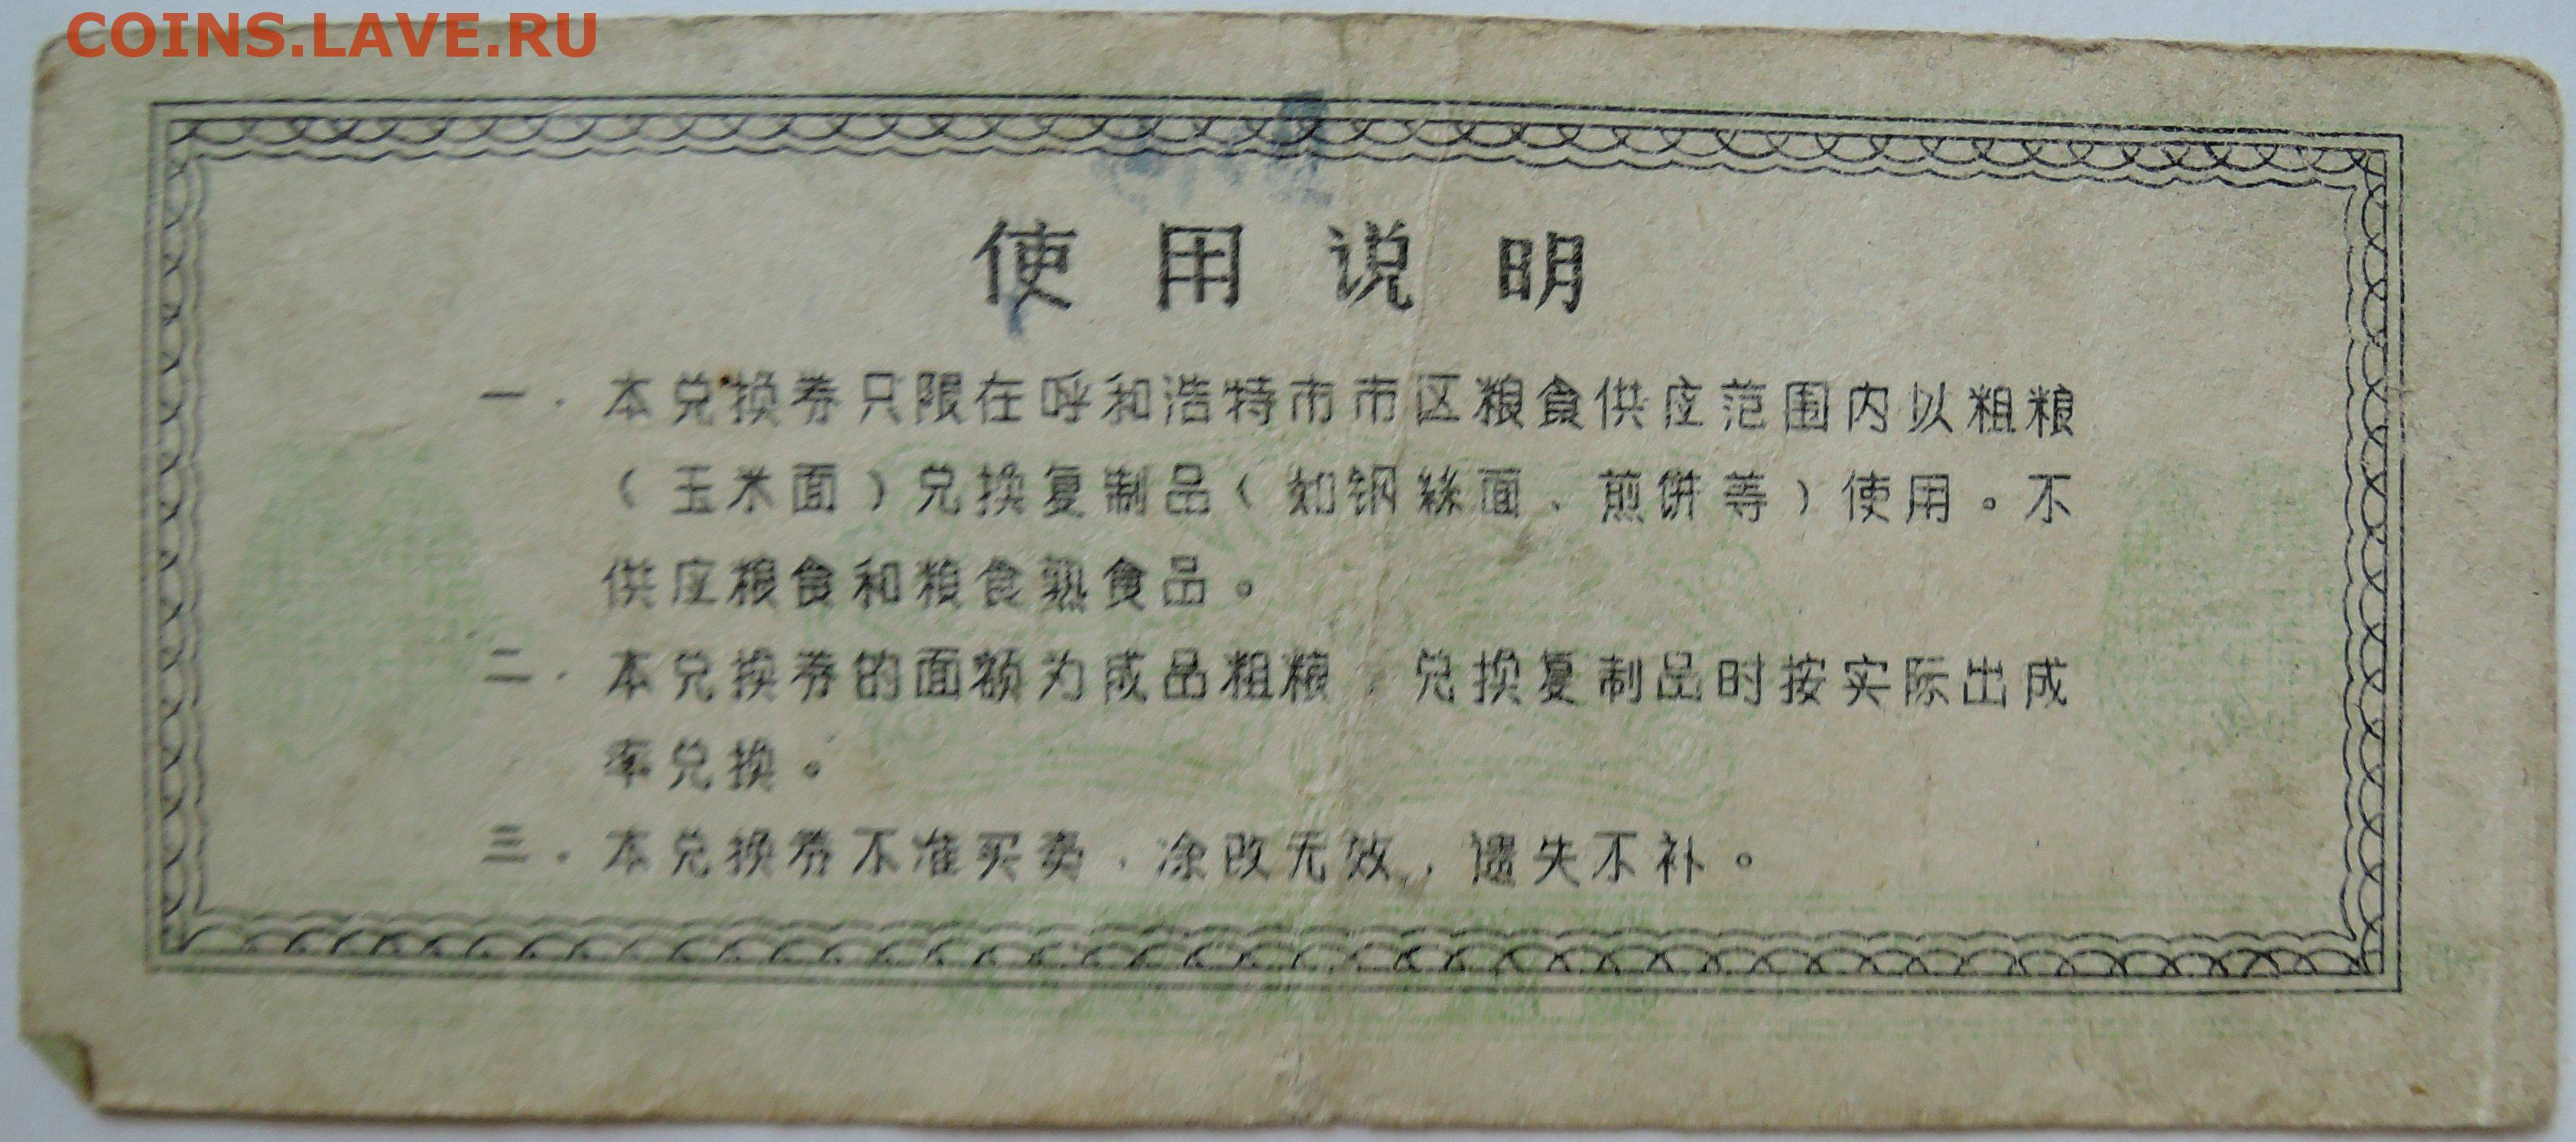 COINS.LAVE.RU
使用说明
一．本兑换券只限在呼和浩特市市区粮食供应范围内以粗粮
（玉米面）兑换复制品（如钢丝面、煎饼等）使用。不
供应粮食和粮食熟食品。
二．本兑换券的面额为成品粗粮，兑换复制品时按实际出成
率兑换。
三．本兑换券不准买卖，涂改无效，遗失不补。